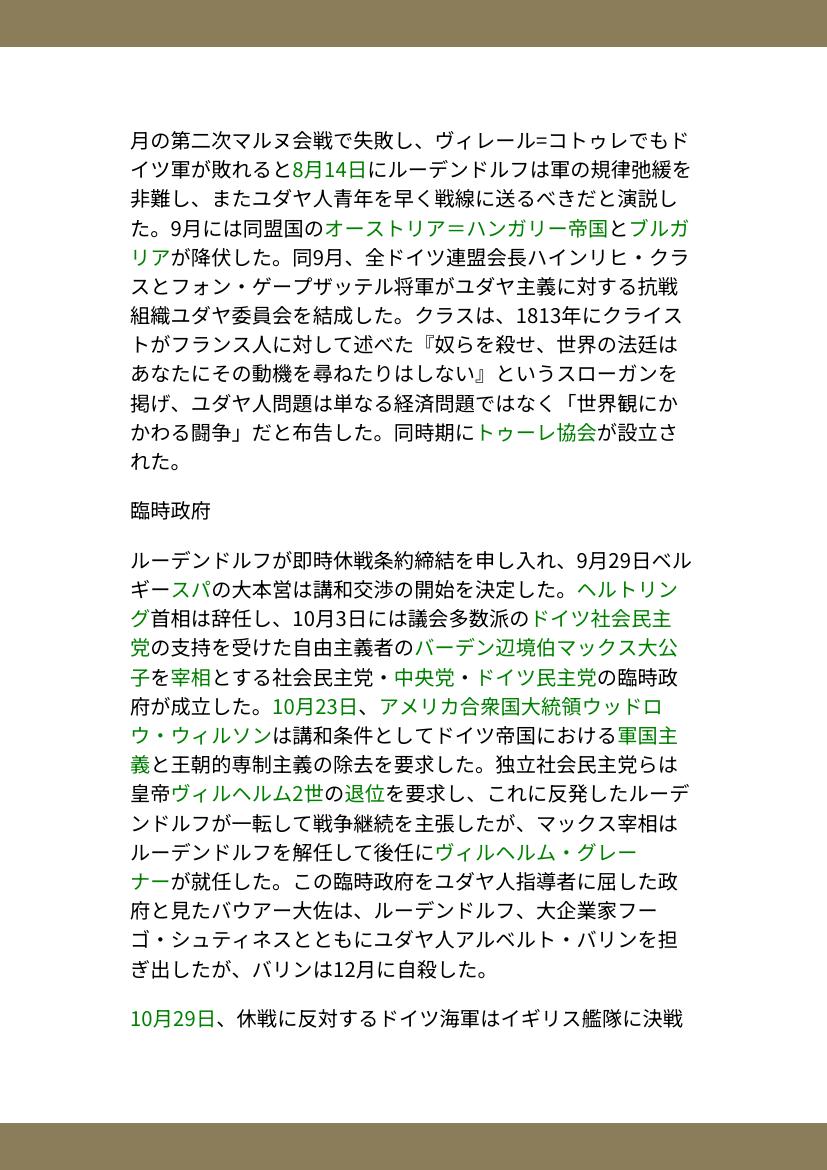 月の第二次マルヌ会戦で失敗し、ヴィレール=コトゥレでもド
イツ軍が敗れると8月14日にルーデンドルフは軍の規律弛緩を
非難し、またユダヤ人青年を早く戦線に送るべきだと演説し
た。9月には同盟国のオーストリア＝ハンガリー帝国とブルガ
リアが降伏した。同9月、全ドイツ連盟会長ハインリヒ・クラ
スとフォン・ゲープザッテル将軍がユダヤ主義に対する抗戦
組織ユダヤ委員会を結成した。クラスは、1813年にクライス
トがフランス人に対して述べた『奴らを殺せ、世界の法廷は
あなたにその動機を尋ねたりはしない』というスローガンを
掲げ、ユダヤ人問題は単なる経済問題ではなく「世界観にか
かわる闘争」だと布告した。同時期にトゥーレ協会が設立さ
れた。
臨時政府
ルーデンドルフが即時休戦条約締結を申し入れ、9月29日ベル
ギースパの大本営は講和交渉の開始を決定した。ヘルトリン
グ首相は辞任し、10月3日には議会多数派のドイツ社会民主
党の支持を受けた自由主義者のバーデン辺境伯マックス大公
子を宰相とする社会民主党・中央党・ドイツ民主党の臨時政
府が成立した。10月23日、アメリカ合衆国大統領ウッドロ
ウ・ウィルソンは講和条件としてドイツ帝国における軍国主
義と王朝的専制主義の除去を要求した。独立社会民主党らは
皇帝ヴィルヘルム2世の退位を要求し、これに反発したルーデ
ンドルフが一転して戦争継続を主張したが、マックス宰相は
ルーデンドルフを解任して後任にヴィルヘルム・グレー
ナーが就任した。この臨時政府をユダヤ人指導者に屈した政
府と見たバウアー大佐は、ルーデンドルフ、大企業家フー
ゴ・シュティネスとともにユダヤ人アルベルト・バリンを担
ぎ出したが、バリンは12月に自殺した。
10月29日、休戦に反対するドイツ海軍はイギリス艦隊に決戦